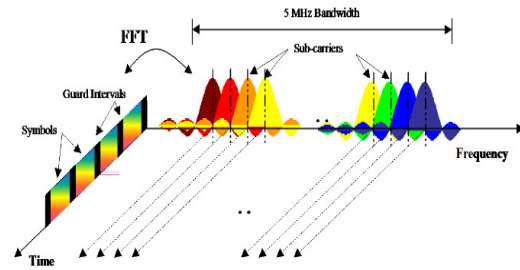 5 MHz Bandwidth
FFT
Sub-carriers
Guard Intervals
Symbols
Frequency
Time